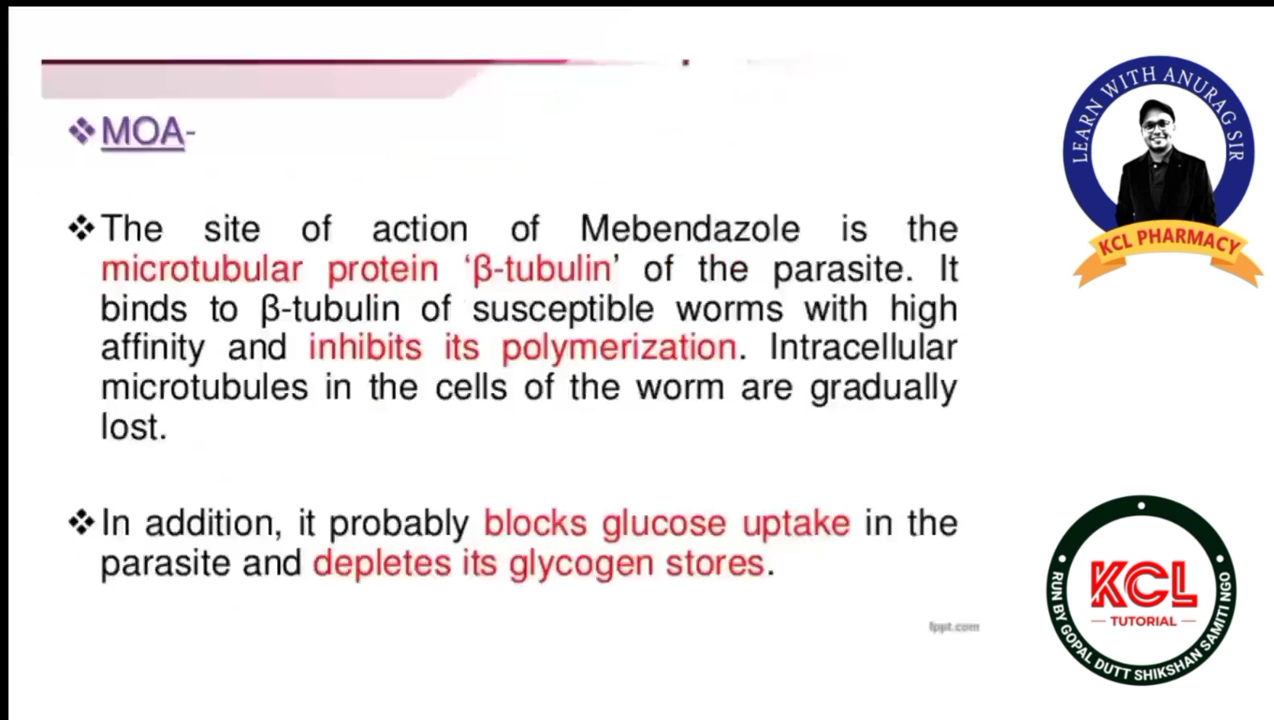 ❖MOA-
❖The site of action of Mebendazole is the
microtubular protein ‘β-tubulin’ of the parasite. It
binds to β-tubulin of susceptible worms with high
affinity and inhibits its polymerization. Intracellular
microtubules in the cells of the worm are gradually
lost.
❖In addition, it probably blocks glucose uptake in the
parasite and depletes its glycogen stores.
fppt.com
LEARN WITH ANURAG SIR
KCL PHARMACY
KCL
TUTORIAL
RUN BY GOPAL DUTT SHIKSHAN SAMITI NGO